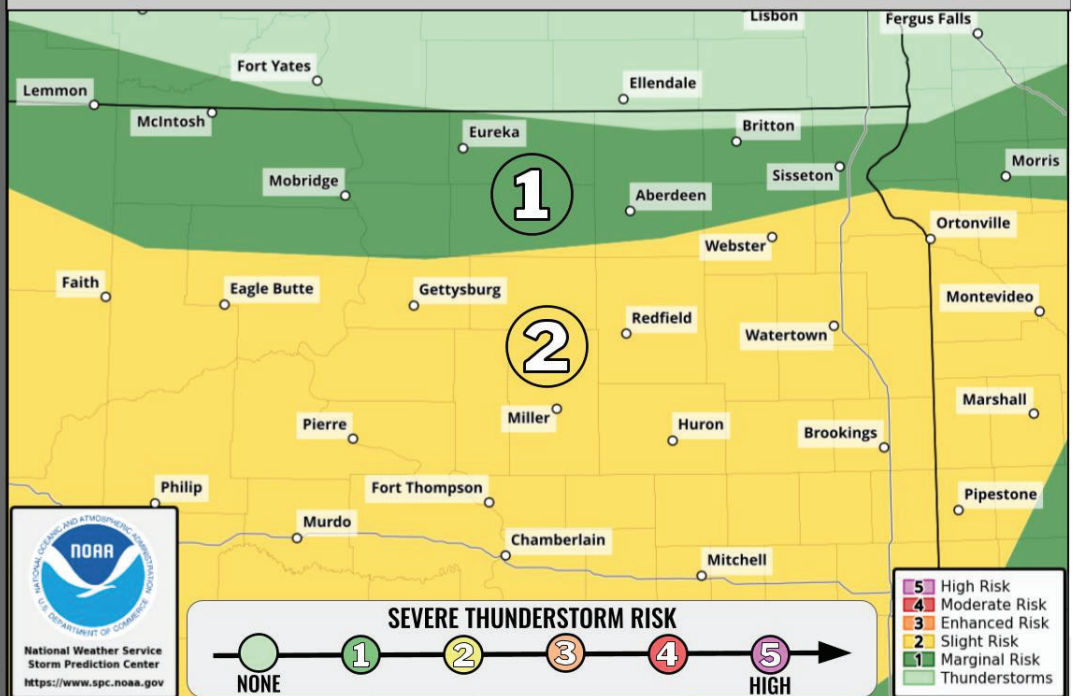 Lisbon
Fergus Falls
Fort Yates
Ellendale
Lemmon
McIntosh
Eureka
Britton
Morris
Sisseton
Mobridge
1
Aberdeen
Ortonville
Webster
Faith
Eagle Butte
Gettysburg
Montevideo
Redfield
Watertown
2
Marshall
Miller
Pierre
Huron
Brookings
Philip
Fort Thompson
Pipestone
Murdo
Chamberlain
Mitchell
NATIONAL OCEANIC AND ATMOSPHERIC ADMINISTRATION
NOAA
U.S. DEPARTMENT OF COMMERCE
National Weather Service
Storm Prediction Center
https://www.spc.noaa.gov
SEVERE THUNDERSTORM RISK
1 2 3 4 5
NONE HIGH
5 High Risk
4 Moderate Risk
3 Enhanced Risk
2 Slight Risk
1 Marginal Risk
Thunderstorms